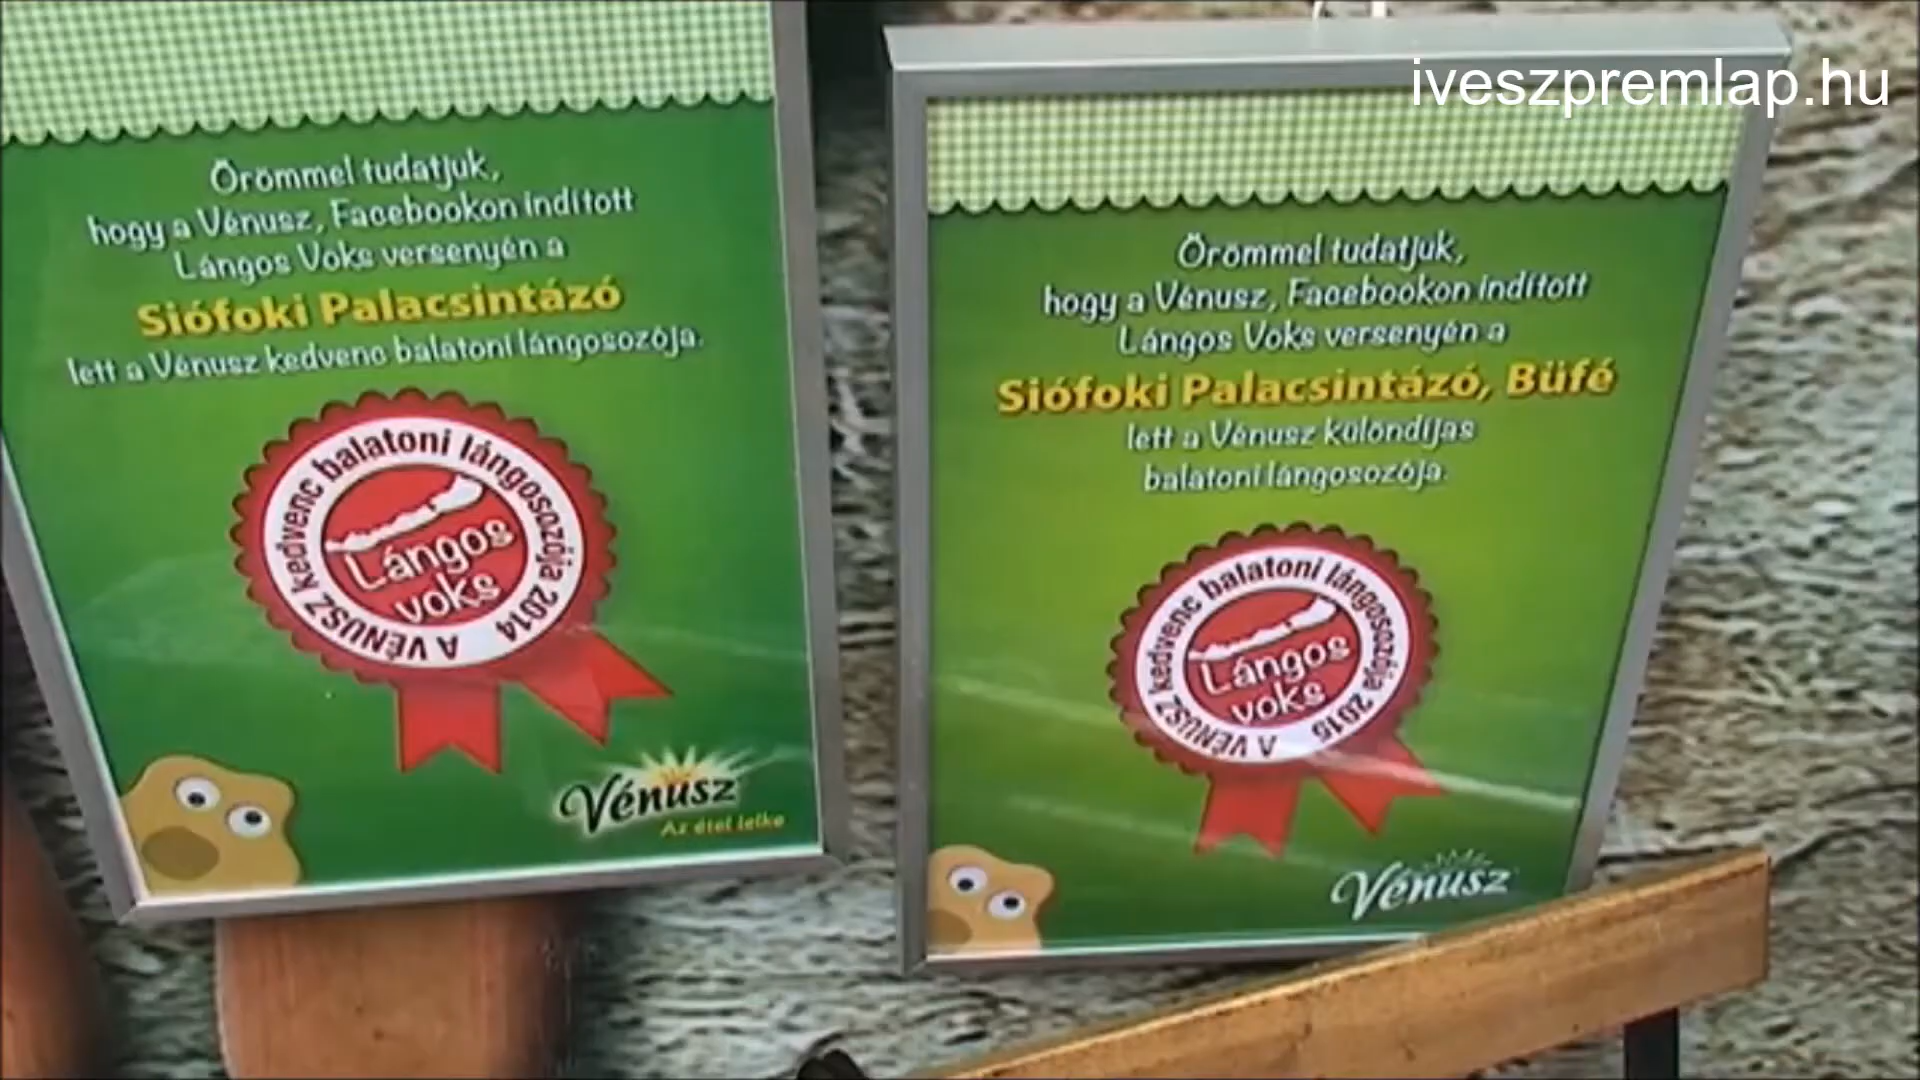 iveszpremlap.hu
Örömmel tudatjuk,
hogy a Vénusz, Facebookon indított
Lángos Voks versenyén a
Siófoki Palacsintázó
lett a Vénusz kedvenc balatoni lángosozója.
A VÉNUSZ kedvenc balatoni lángosozója 2014
Lángos
voks
Vénusz
Az étel lelke
Örömmel tudatjuk,
hogy a Vénusz, Facebookon indított
Lángos Voks versenyén a
Siófoki Palacsintázó, Büfé
lett a Vénusz különdíjas
balatoni lángosozója.
A VÉNUSZ kedvenc balatoni lángosozója 2015
Lángos
voks
Vénusz